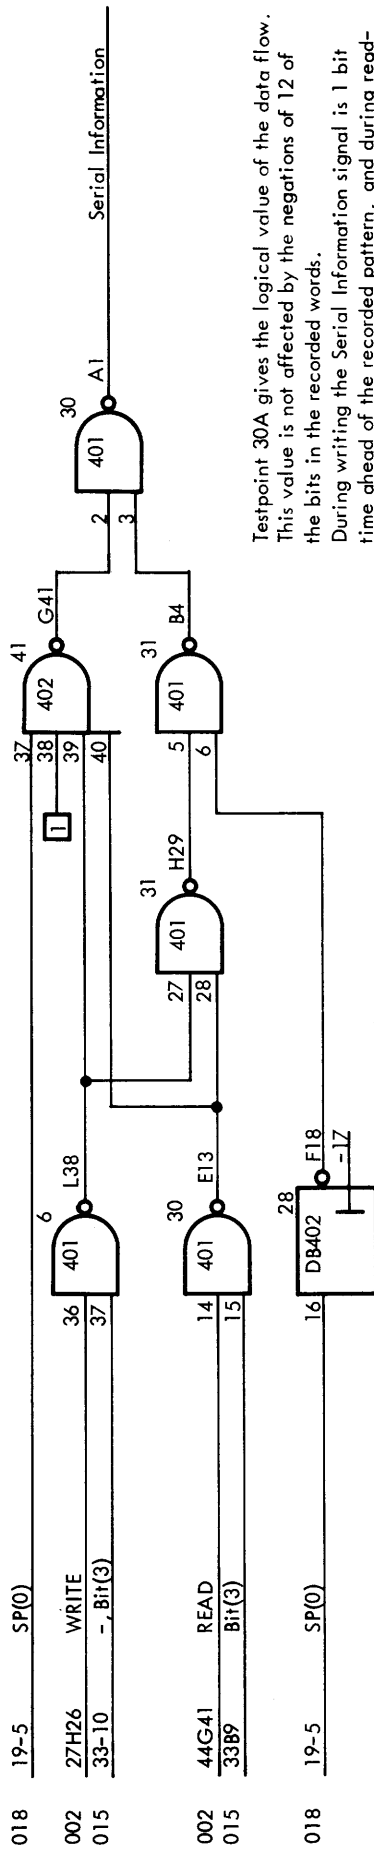 018 19-5 SP(0)
002 27H26 WRITE
015 33-10 -, Bit(3)
002 44G41 READ
015 33B9 Bit(3)
018 19-5 SP(0)
36
37
401
6
L38
14
15
401
30
E13
16
DB402
28
F18
-1Z
27
28
401
31
H29
1
37
38
39
40
402
41
G41
5
6
401
31
B4
2
3
401
30
A1
Serial Information
Testpoint 30A gives the logical value of the data flow.
This value is not affected by the negations of 12 of
the bits in the recorded words.
During writing the Serial Information signal is 1 bit
time ahead of the recorded pattern, and during read-